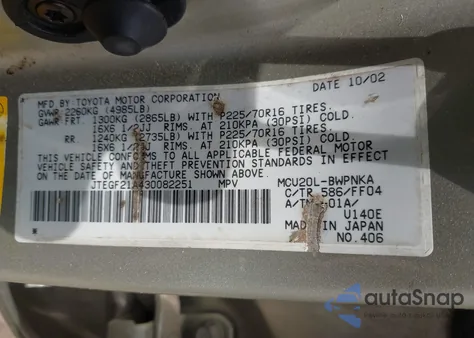 MFD BY TOYOTA MOTOR CORPORATION DATE 10/02
GVWR 2260KG (4985LB)
GAWR FRT 1300KG (2865LB) WITH P225/70R16 TIRES.
16X6 1/2JJ RIMS. AT 210KPA (30PSI) COLD.
RR 1240KG (2735LB) WITH P225/70R16 TIRES.
16X6 1/2JJ RIMS. AT 210KPA (30PSI) COLD.
THIS VEHICLE CONFORMS TO ALL APPLICABLE FEDERAL MOTOR
VEHICLE SAFETY AND THEFT PREVENTION STANDARDS IN EFFECT
ON THE DATE OF MANUFACTURE SHOWN ABOVE.
JTEGF21A430082251 MPV MCU20L-BWPNKA
C/TR 586/FF04
01A/
U140E
MADE IN JAPAN
NO.406
autoSnap